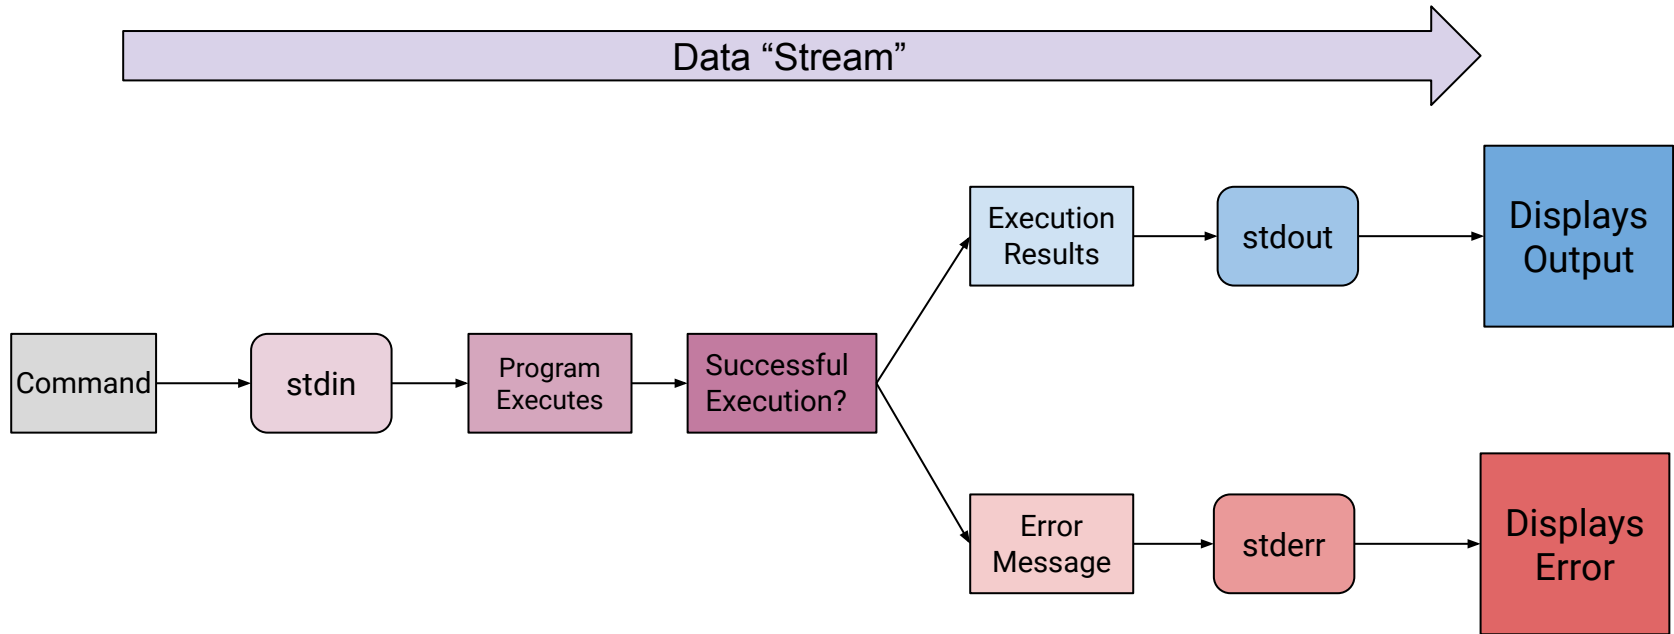 Data “Stream”
Command
stdin
Program
Executes
Successful
Execution?
Execution
Results
stdout
Displays
Output
Error
Message
stderr
Displays
Error